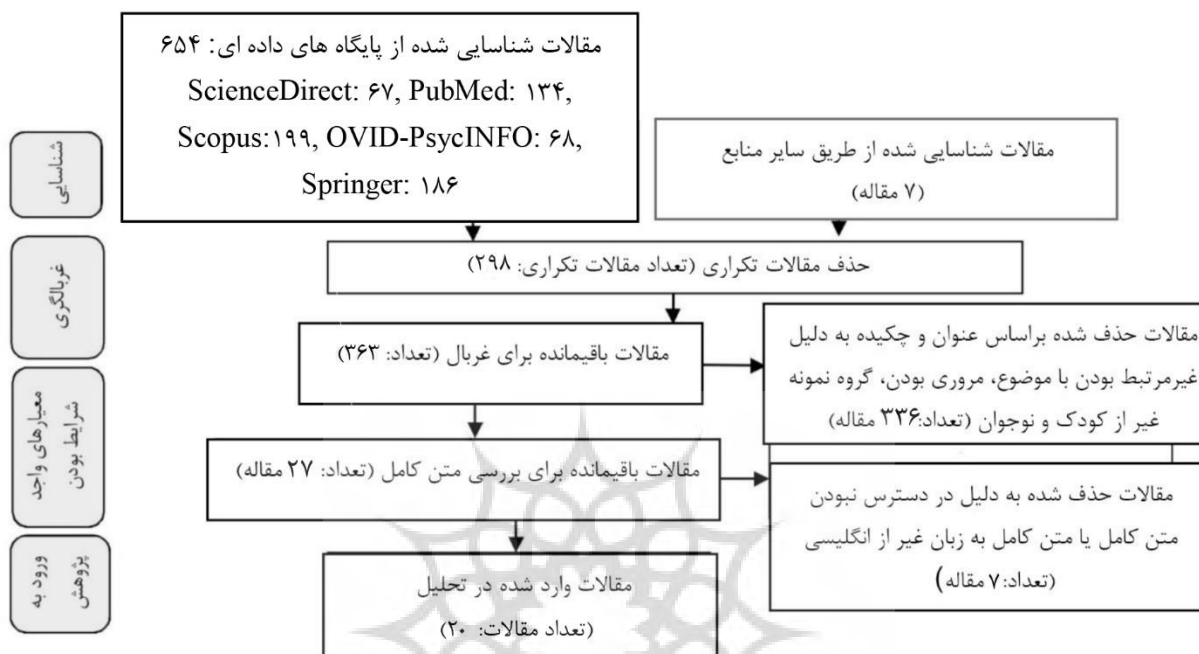 مقالات شناسایی شده از پایگاه های داده ای: ۶۵۴
ScienceDirect: ۶۷, PubMed: ۱۳۴,
Scopus:۱۹۹, OVID-PsycINFO: ۶۸,
Springer: ۱۸۶
مقالات شناسایی شده از طریق سایر منابع
(۷ مقاله)
شناسایی
حذف مقالات تکراری (تعداد مقالات تکراری: ۲۹۸)
غربالگری
مقالات باقیمانده برای غربال (تعداد: ۳۶۳)
مقالات حذف شده براساس عنوان و چکیده به دلیل
غیرمرتبط بودن با موضوع، مروری بودن، گروه نمونه
غیر از کودک و نوجوان (تعداد:۳۳۶ مقاله)
معیارهای واجد
شرایط بودن
مقالات باقیمانده برای بررسی متن کامل (تعداد: ۲۷ مقاله)
مقالات حذف شده به دلیل در دسترس نبودن
متن کامل یا متن کامل به زبان غیر از انگلیسی
(تعداد:۷ مقاله)
ورود به
پژوهش
مقالات وارد شده در تحلیل
(تعداد مقالات: ۲۰)